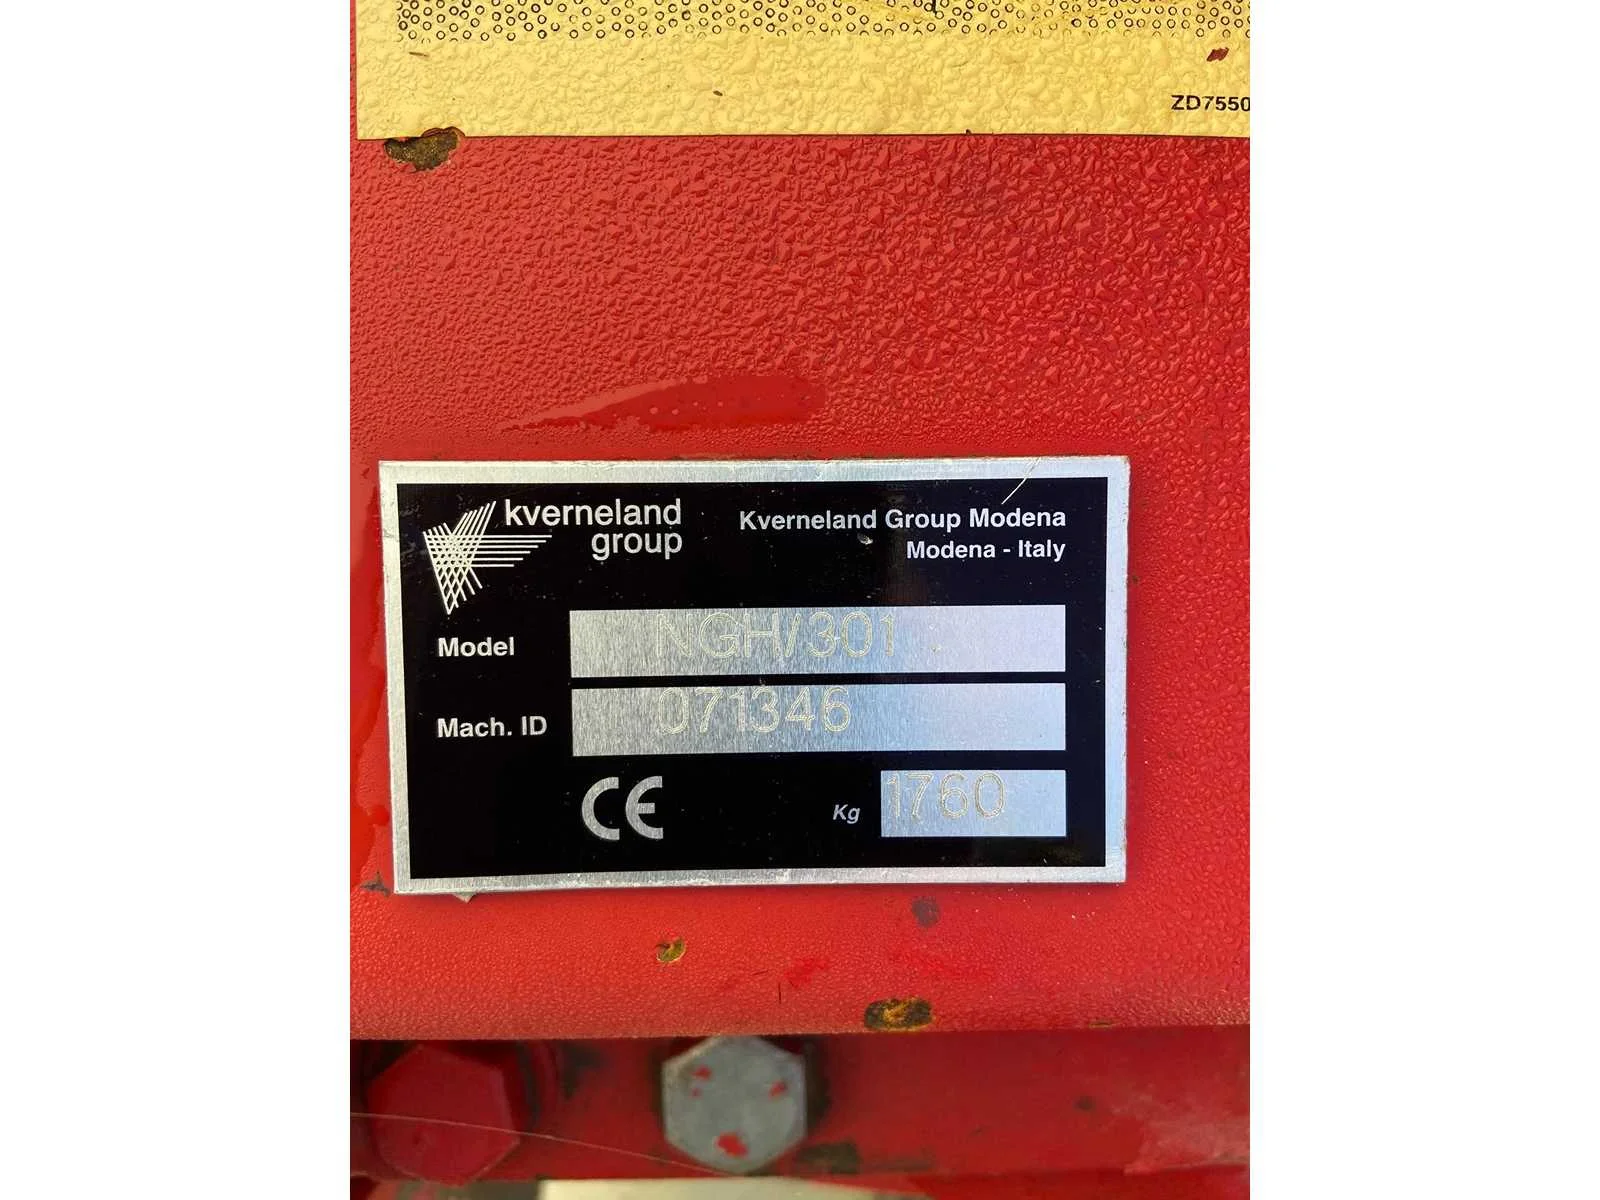 ZD7550
kverneland
group
Kverneland Group Modena
Modena - Italy
Model NGH/301
Mach. ID 071346
CE Kg 1760